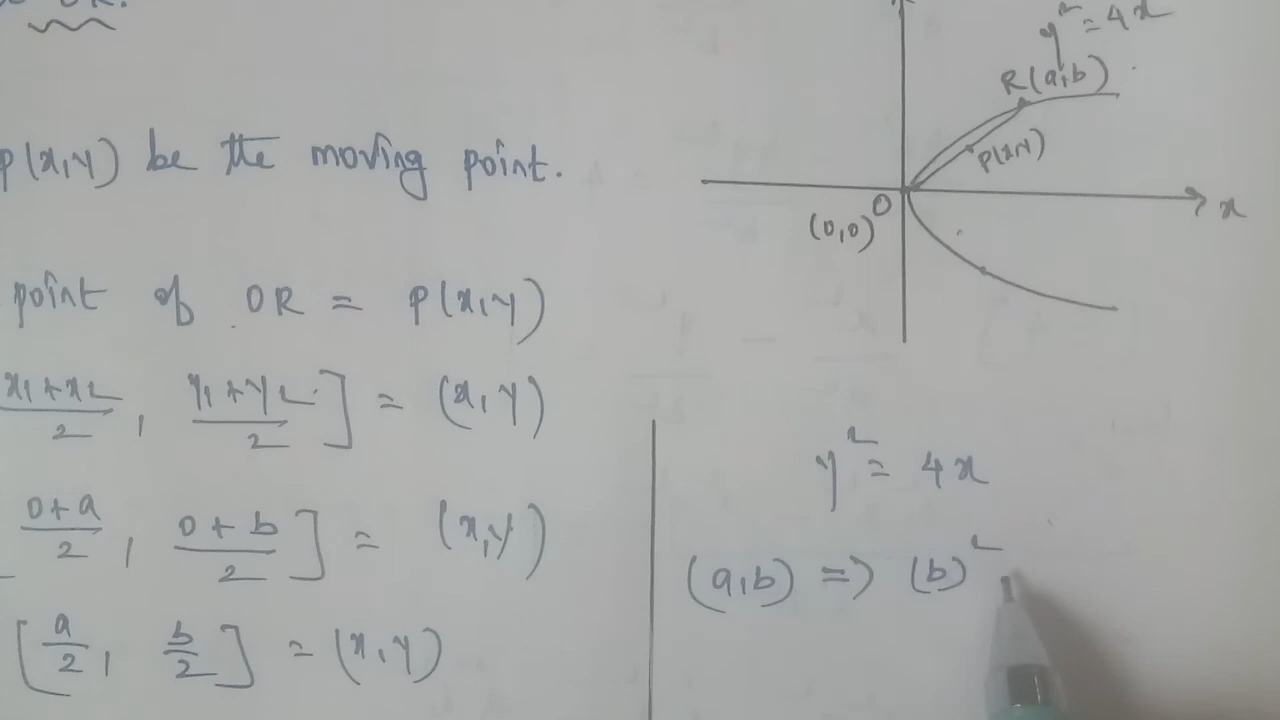 OR.
P(x,y) be the moving point.
point of OR = P(x,y)
x₁+x₂/2, y₁+y₂/2] = (x,y)
0+a/2, 0+b/2] = (x,y)
[a/2, b/2] = (x,y)
y² = 4x
R(a,b)
P(x,y)
O
(0,0)
x
y² = 4x
(a,b) => (b)²